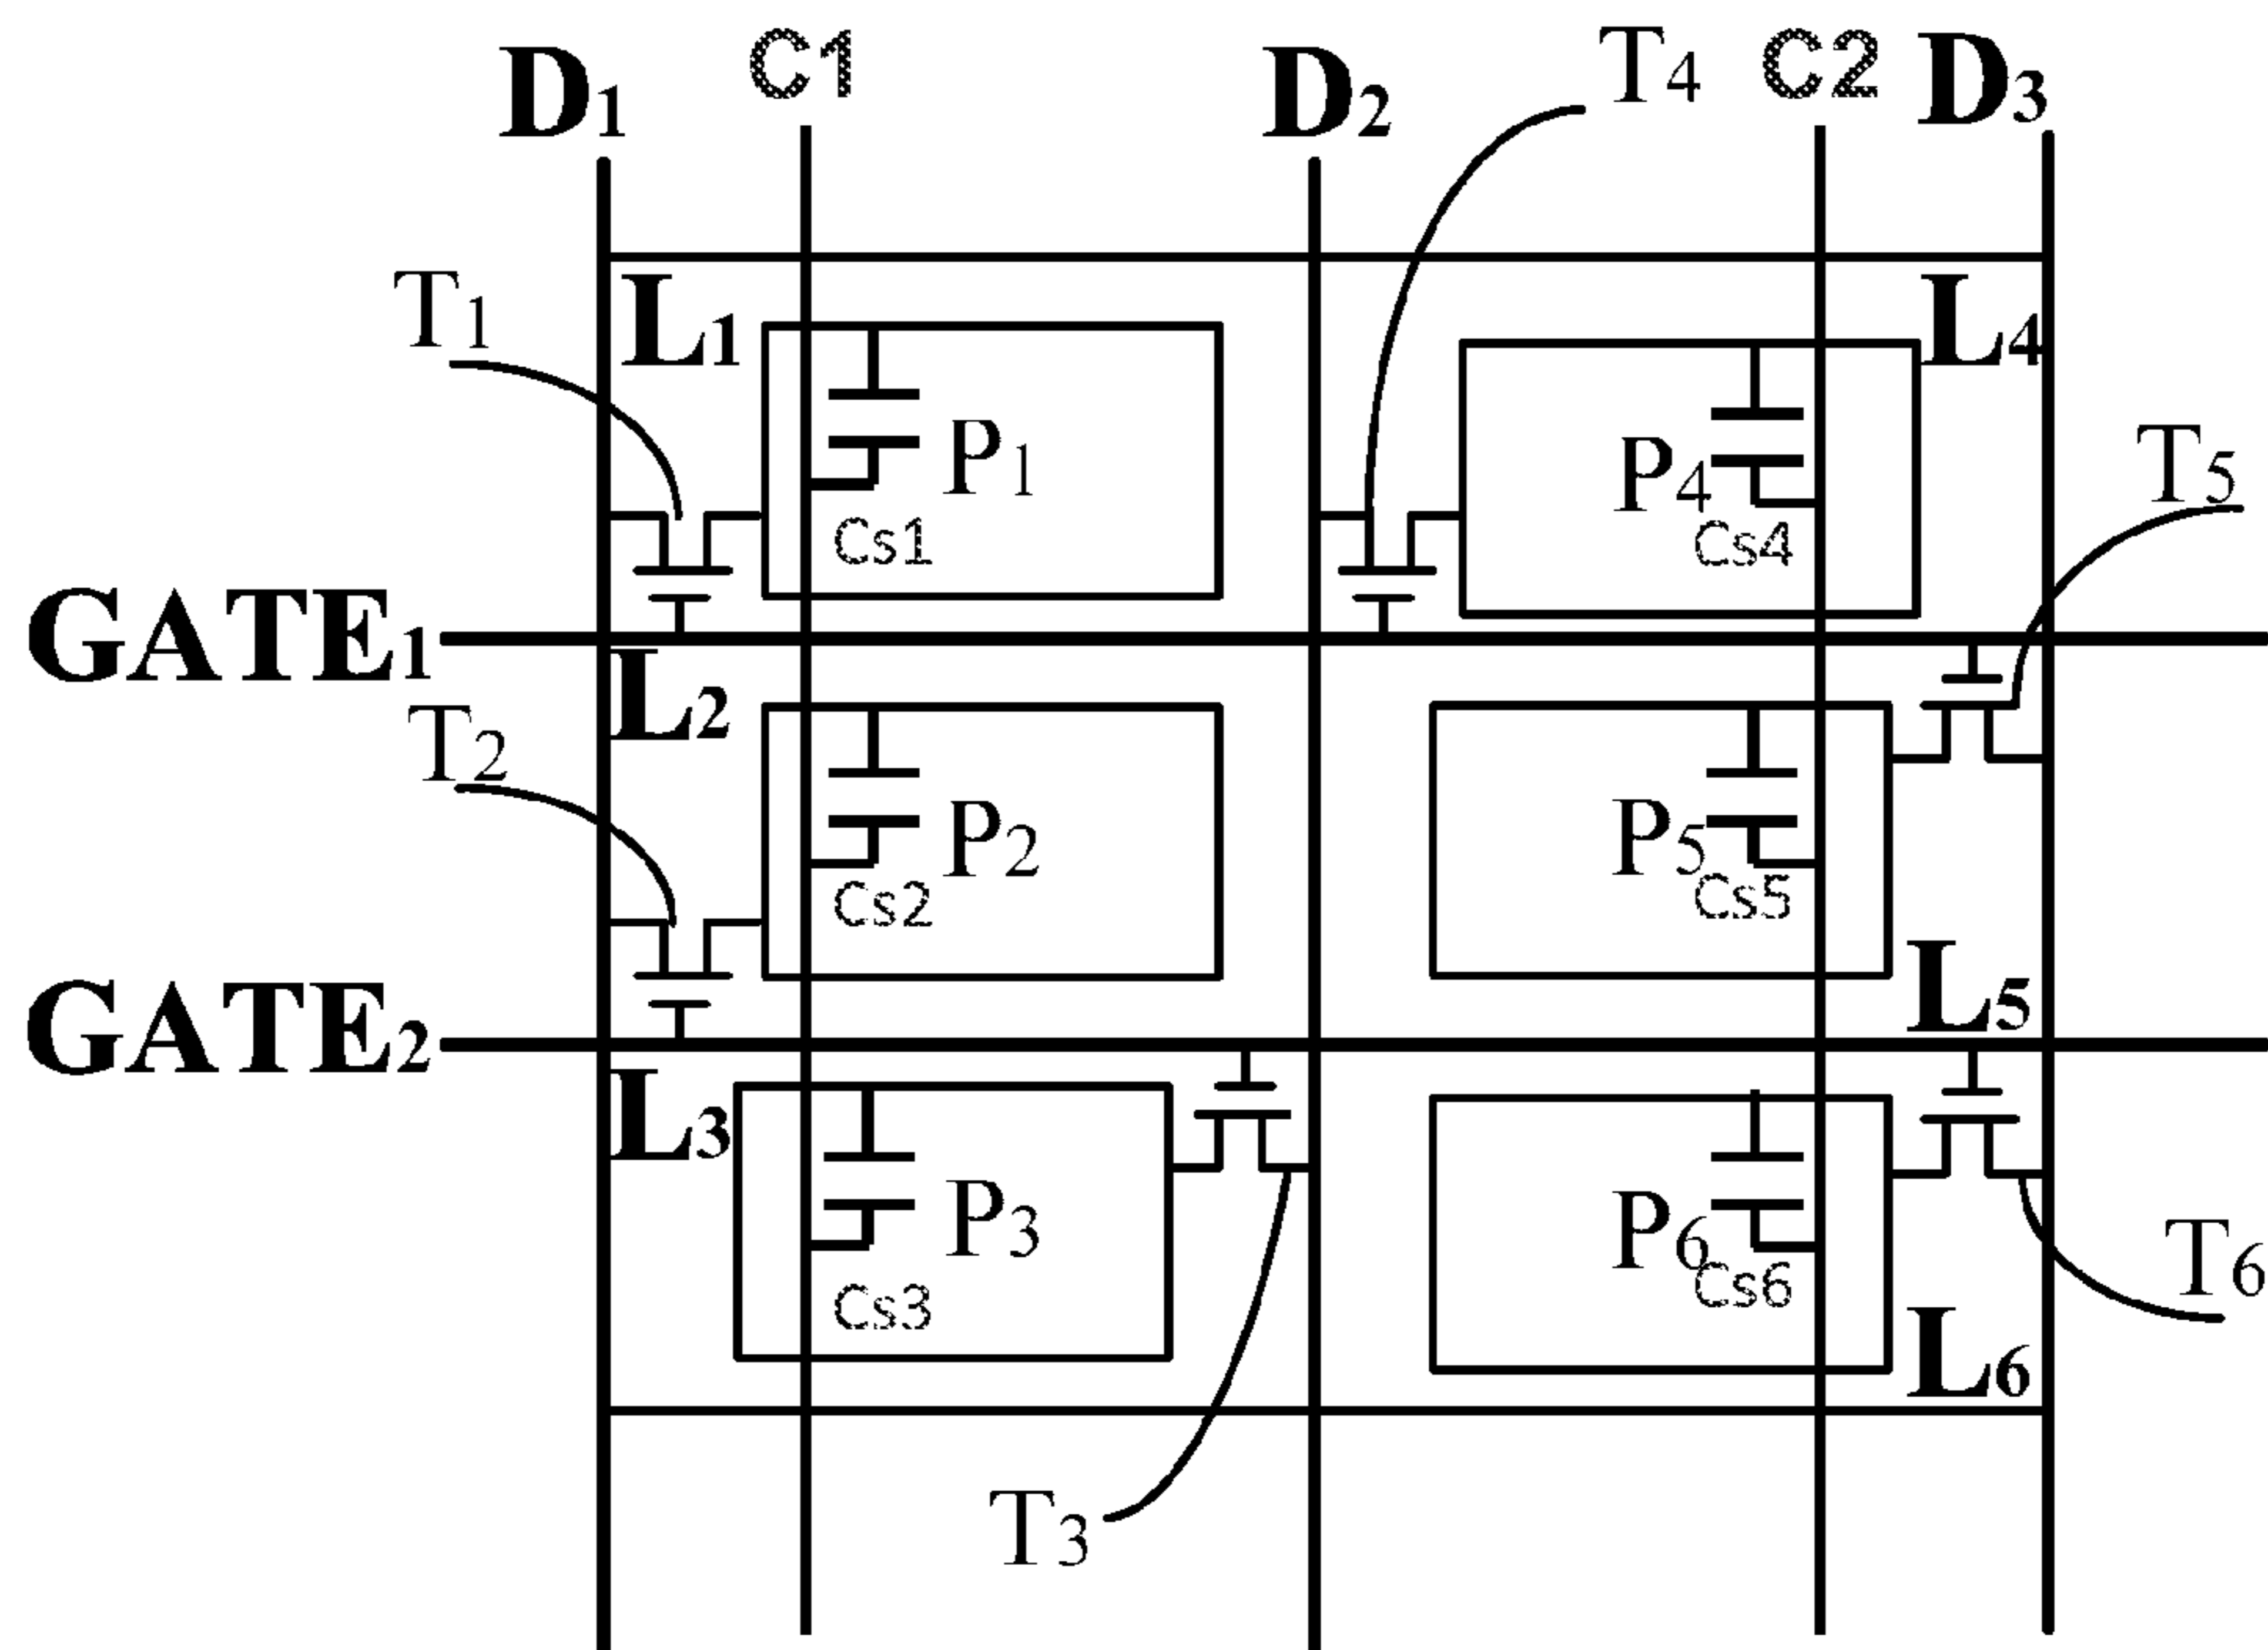 D1 C1 D2 T4 C2 D3
T1 L1 L4
P1 P4 T5
Cs1 Cs4
GATE1
L2
T2 P2 P5
Cs2 Cs5
L5
GATE2
L3
P3 P6 T6
Cs3 Cs6
L6
T3